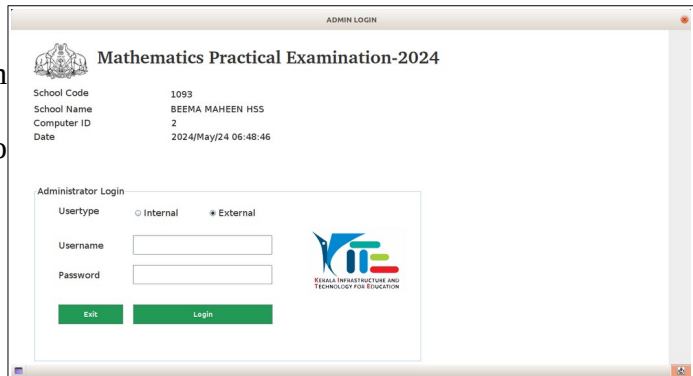 ADMIN LOGIN
Mathematics Practical Examination-2024
School Code 1093
School Name BEEMA MAHEEN HSS
Computer ID 2
Date 2024/May/24 06:48:46
Administrator Login
Usertype Internal External
Username
Password
KERALA INFRASTRUCTURE AND
TECHNOLOGY FOR EDUCATION
Exit Login